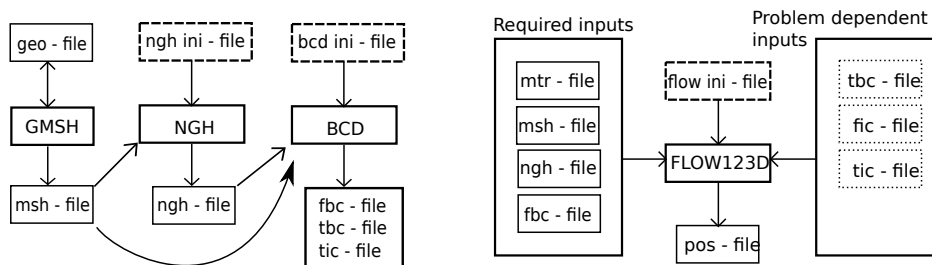 geo - file
ngh ini - file
bcd ini - file
GMSH
NGH
BCD
msh - file
ngh - file
fbc - file
tbc - file
tic - file
Required inputs
Problem dependent
inputs
mtr - file
msh - file
ngh - file
fbc - file
flow ini - file
FLOW123D
pos - file
tbc - file
fic - file
tic - file